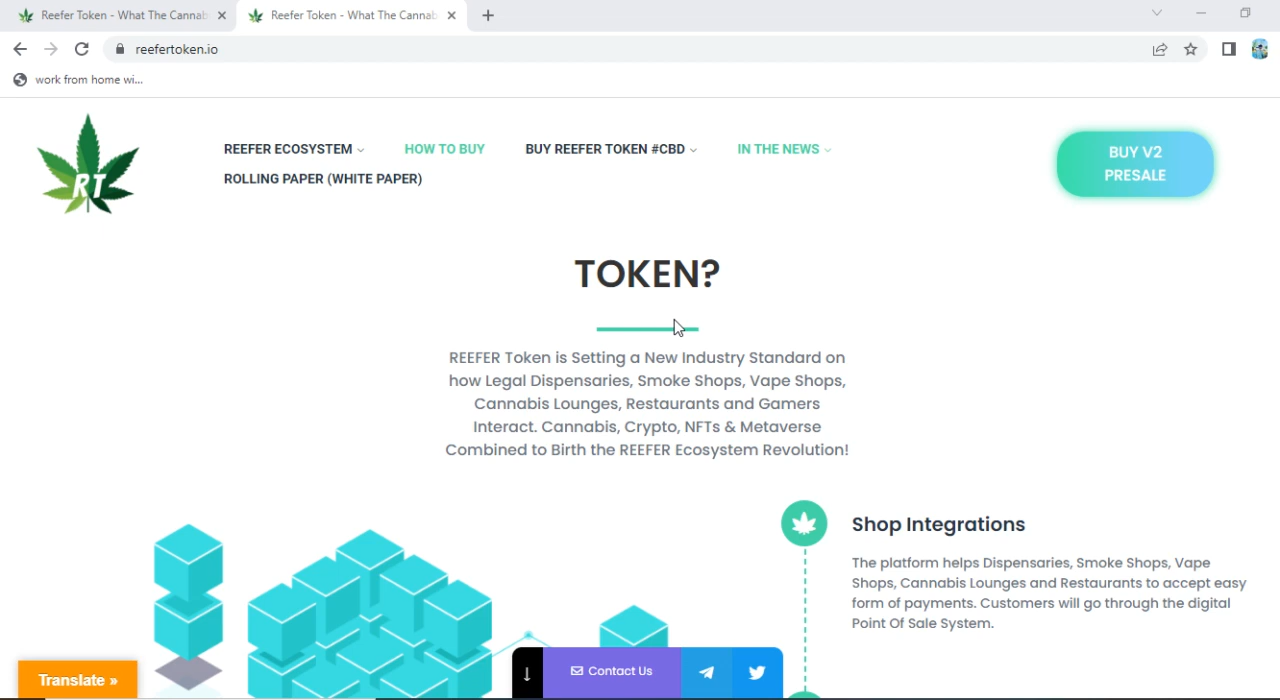 Reefer Token - What The Cannab
Reefer Token - What The Cannab
reefertoken.io
work from home wi...
RT
REEFER ECOSYSTEM
HOW TO BUY
BUY REEFER TOKEN #CBD
IN THE NEWS
ROLLING PAPER (WHITE PAPER)
BUY V2
PRESALE
TOKEN?
REEFER Token is Setting a New Industry Standard on
how Legal Dispensaries, Smoke Shops, Vape Shops,
Cannabis Lounges, Restaurants and Gamers
Interact. Cannabis, Crypto, NFTs & Metaverse
Combined to Birth the REEFER Ecosystem Revolution!
Shop Integrations
The platform helps Dispensaries, Smoke Shops, Vape
Shops, Cannabis Lounges and Restaurants to accept easy
form of payments. Customers will go through the digital
Point Of Sale System.
Translate »
Contact Us